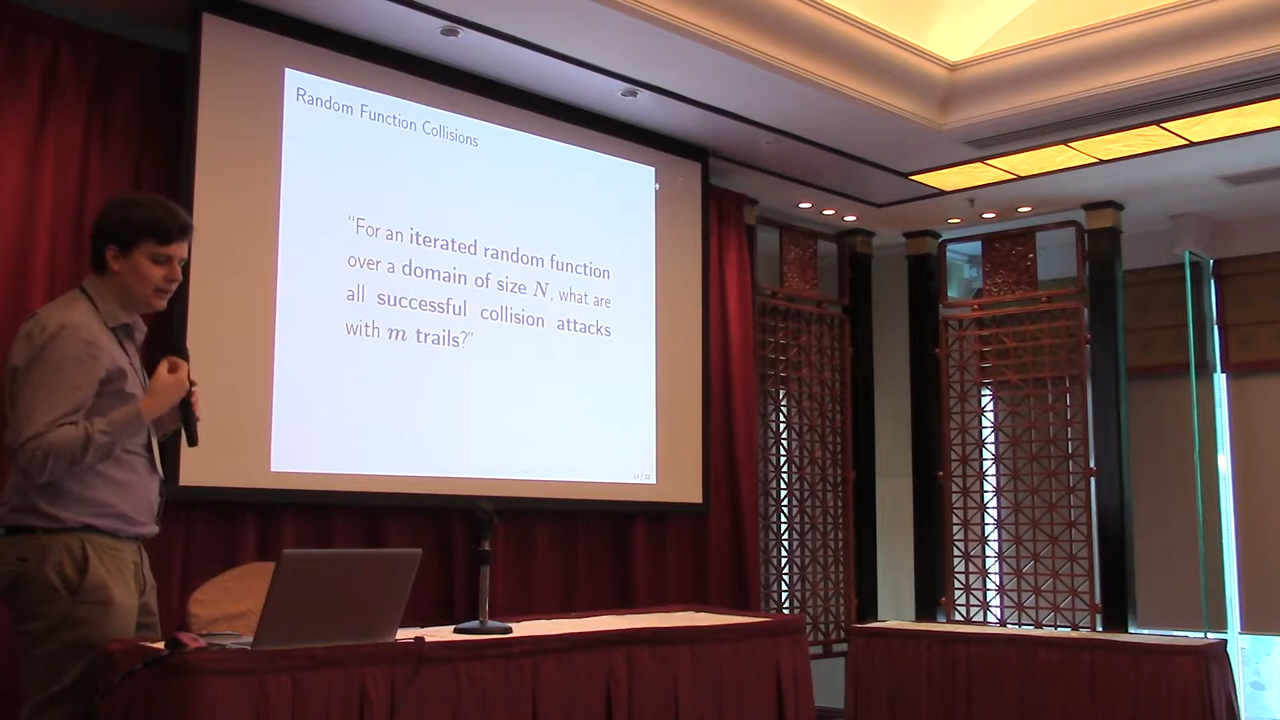 Random Function Collisions
"For an iterated random function
over a domain of size N, what are
all successful collision attacks
with m trails?"